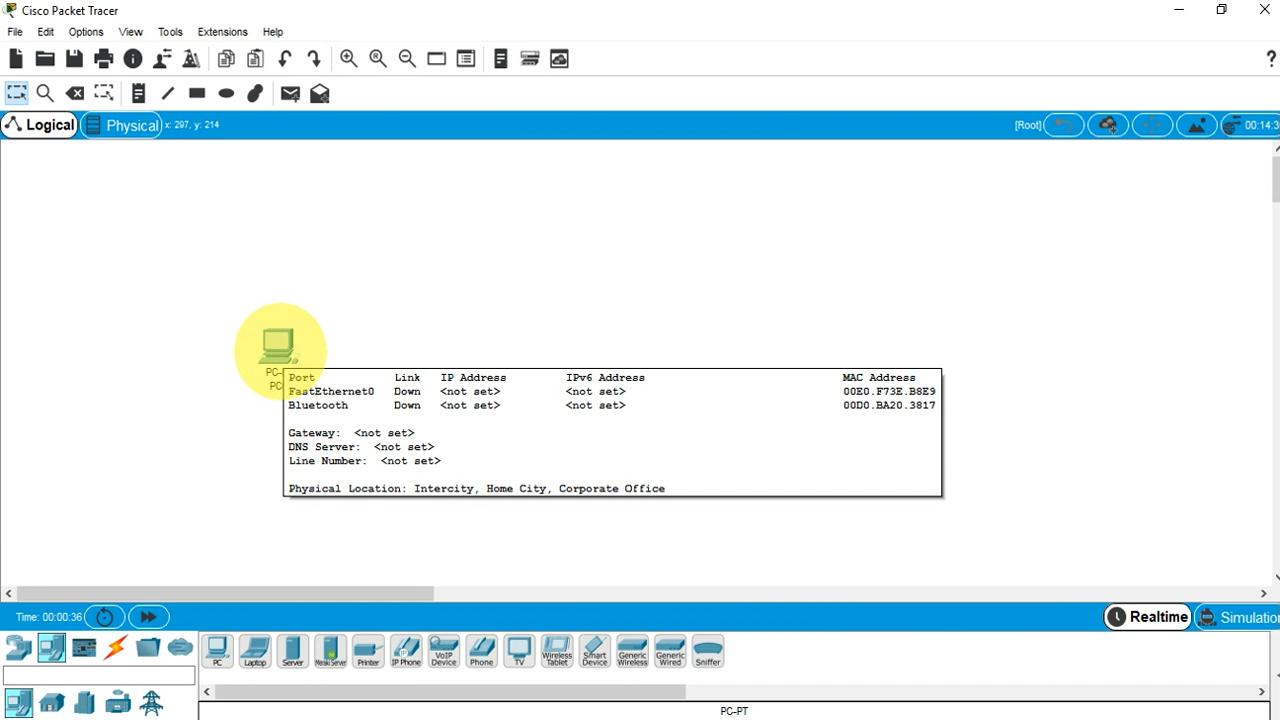 Cisco Packet Tracer
File Edit Options View Tools Extensions Help
Logical Physical x: 297, y: 214 [Root] 00:14:3
PC-
PC
Port Link IP Address IPv6 Address MAC Address
FastEthernet0 Down <not set> <not set> 00E0.F73E.B8E9
Bluetooth Down <not set> <not set> 00D0.BA20.3817
Gateway: <not set>
DNS Server: <not set>
Line Number: <not set>
Physical Location: Intercity, Home City, Corporate Office
Time: 00:00:36 Realtime Simulation
PC Laptop Server Meraki Server Printer IP Phone VoIP Device Phone TV Wireless Tablet Smart Device Generic Wireless Generic Wired Sniffer
PC-PT